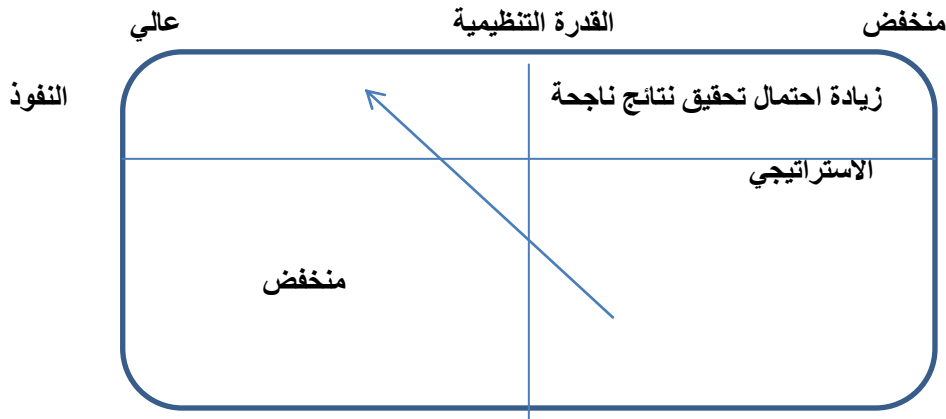 منخفض القدرة التنظيمية عالي
زيادة احتمال تحقيق نتائج ناجحة النفوذ
الاستراتيجي
منخفض